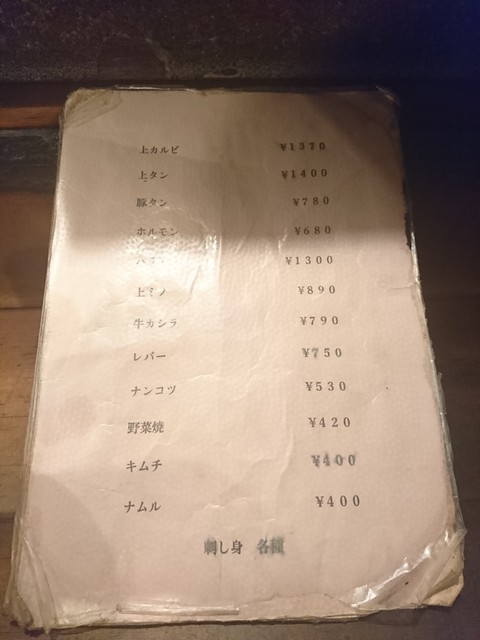 上カルビ ¥1370
上タン ¥1400
豚タン ¥780
ホルモン ¥680
¥1300
上ミノ ¥890
牛カシラ ¥790
レバー ¥750
ナンコツ ¥530
野菜焼 ¥420
キムチ ¥400
ナムル ¥400
刺し身 各種